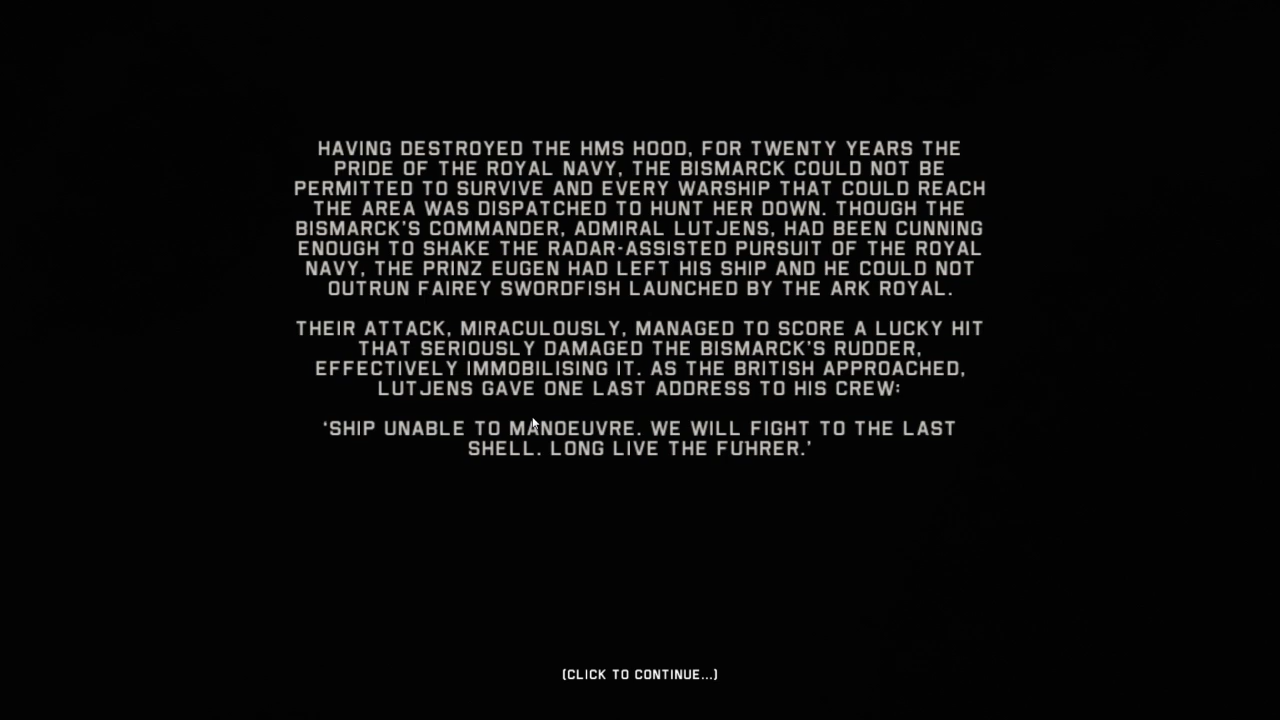 HAVING DESTROYED THE HMS HOOD, FOR TWENTY YEARS THE
PRIDE OF THE ROYAL NAVY, THE BISMARCK COULD NOT BE
PERMITTED TO SURVIVE AND EVERY WARSHIP THAT COULD REACH
THE AREA WAS DISPATCHED TO HUNT HER DOWN. THOUGH THE
BISMARCK'S COMMANDER, ADMIRAL LUTJENS, HAD BEEN CUNNING
ENOUGH TO SHAKE THE RADAR-ASSISTED PURSUIT OF THE ROYAL
NAVY, THE PRINZ EUGEN HAD LEFT HIS SHIP AND HE COULD NOT
OUTRUN FAIREY SWORDFISH LAUNCHED BY THE ARK ROYAL.
THEIR ATTACK, MIRACULOUSLY, MANAGED TO SCORE A LUCKY HIT
THAT SERIOUSLY DAMAGED THE BISMARCK'S RUDDER,
EFFECTIVELY IMMOBILISING IT. AS THE BRITISH APPROACHED,
LUTJENS GAVE ONE LAST ADDRESS TO HIS CREW:
'SHIP UNABLE TO MANOEUVRE. WE WILL FIGHT TO THE LAST
SHELL. LONG LIVE THE FÜHRER.'
(CLICK TO CONTINUE...)